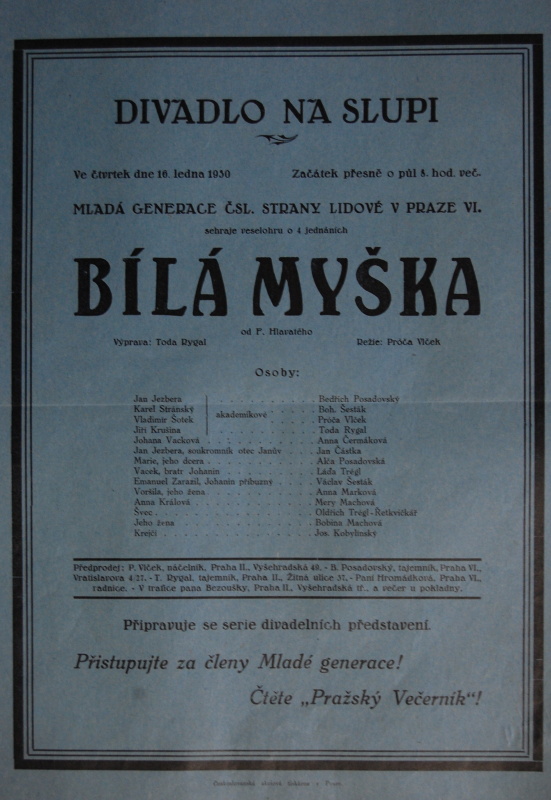 DIVADLO NA SLUPI
Ve čtvrtek dne 16. ledna 1930 Začátek přesně o půl 8. hod. več.
MLADÁ GENERACE ČSL. STRANY LIDOVÉ V PRAZE VI.
sehraje veselohru o 4 jednáních
BÍLÁ MYŠKA
od F. Hlavatého
Výprava: Toda Rygal Režie: Próča Vlček
Osoby:
Jan Jezbera . . . . . . Bedřich Posadovský
Karel Stránský . . . . . . Boh. Šesták
akademikové
Vladimír Šotek . . . . . . Próča Vlček
Jiří Krušina . . . . . . Toda Rygal
Johana Vacková . . . . . . Anna Čermáková
Jan Jezbera, soukromník otec Janův . . . Jan Částka
Marie, jeho dcera . . . . . . Alča Posadovská
Vacek, bratr Johanin . . . . . . Láďa Trégl
Emanuel Zarazil, Johanin příbuzný . . . Václav Šesták
Voršila, jeho žena . . . . . . Anna Marková
Anna Králová . . . . . . Mery Machová
Švec . . . . . . Oldřich Trégl-Řetkvičkář
Jeho žena . . . . . . Bobina Machová
Krejčí . . . . . . Jos. Kobylinský
Předprodej: P. Vlček, náčelník, Praha II., Vyšehradská 49. - B. Posadovský, tajemník, Praha VI.,
Vratislavova 4/27. - T. Rygal, tajemník, Praha II., Žitná ulice 37. - Paní Hromádková, Praha VI.,
radnice. - V trafice pana Bezoušky, Praha II., Vyšehradská tř., a večer u pokladny.
Připravuje se serie divadelních představení.
Přistupujte za členy Mladé generace!
Čtěte „Pražský Večerník"!